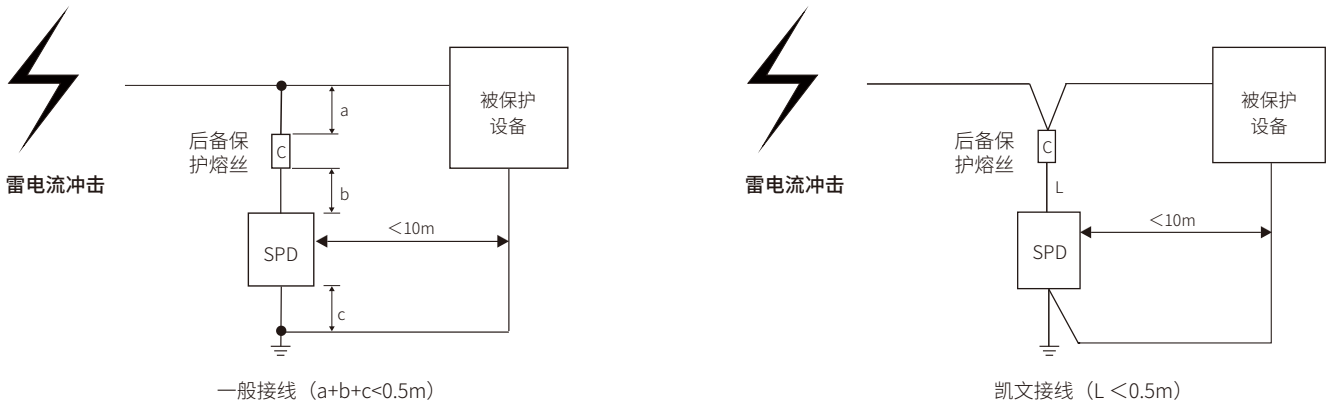 雷电流冲击
后备保
护熔丝
C
a
b
c
SPD
<10m
被保护
设备
一般接线（a+b+c<0.5m）
雷电流冲击
后备保
护熔丝
C
L
SPD
<10m
被保护
设备
凯文接线（L <0.5m）